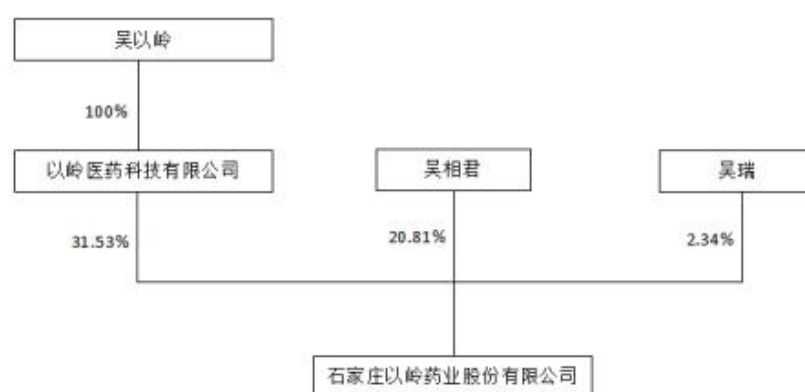 吴以岭
100%
以岭医药科技有限公司
吴相君
吴瑞
31.53%
20.81%
2.34%
石家庄以岭药业股份有限公司